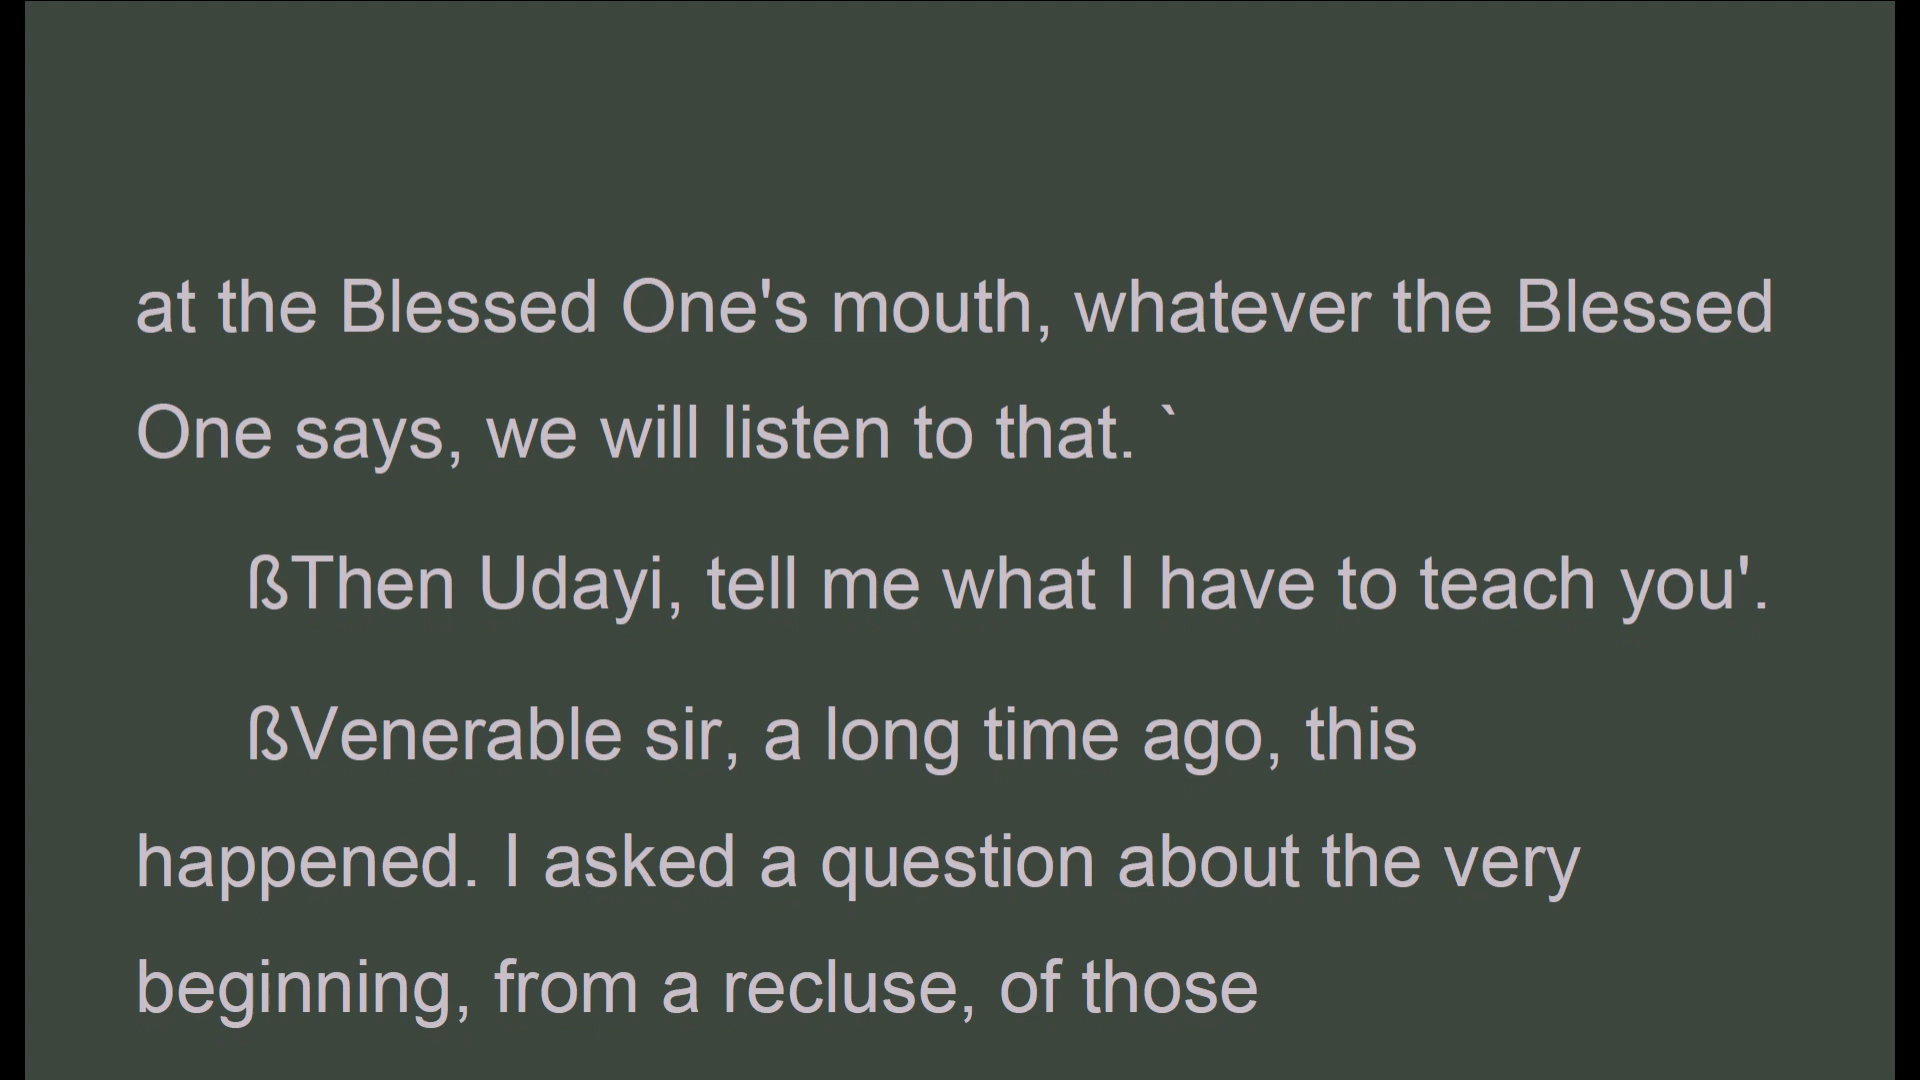 at the Blessed One's mouth, whatever the Blessed
One says, we will listen to that. `
ßThen Udayi, tell me what I have to teach you'.
ßVenerable sir, a long time ago, this
happened. I asked a question about the very
beginning, from a recluse, of those